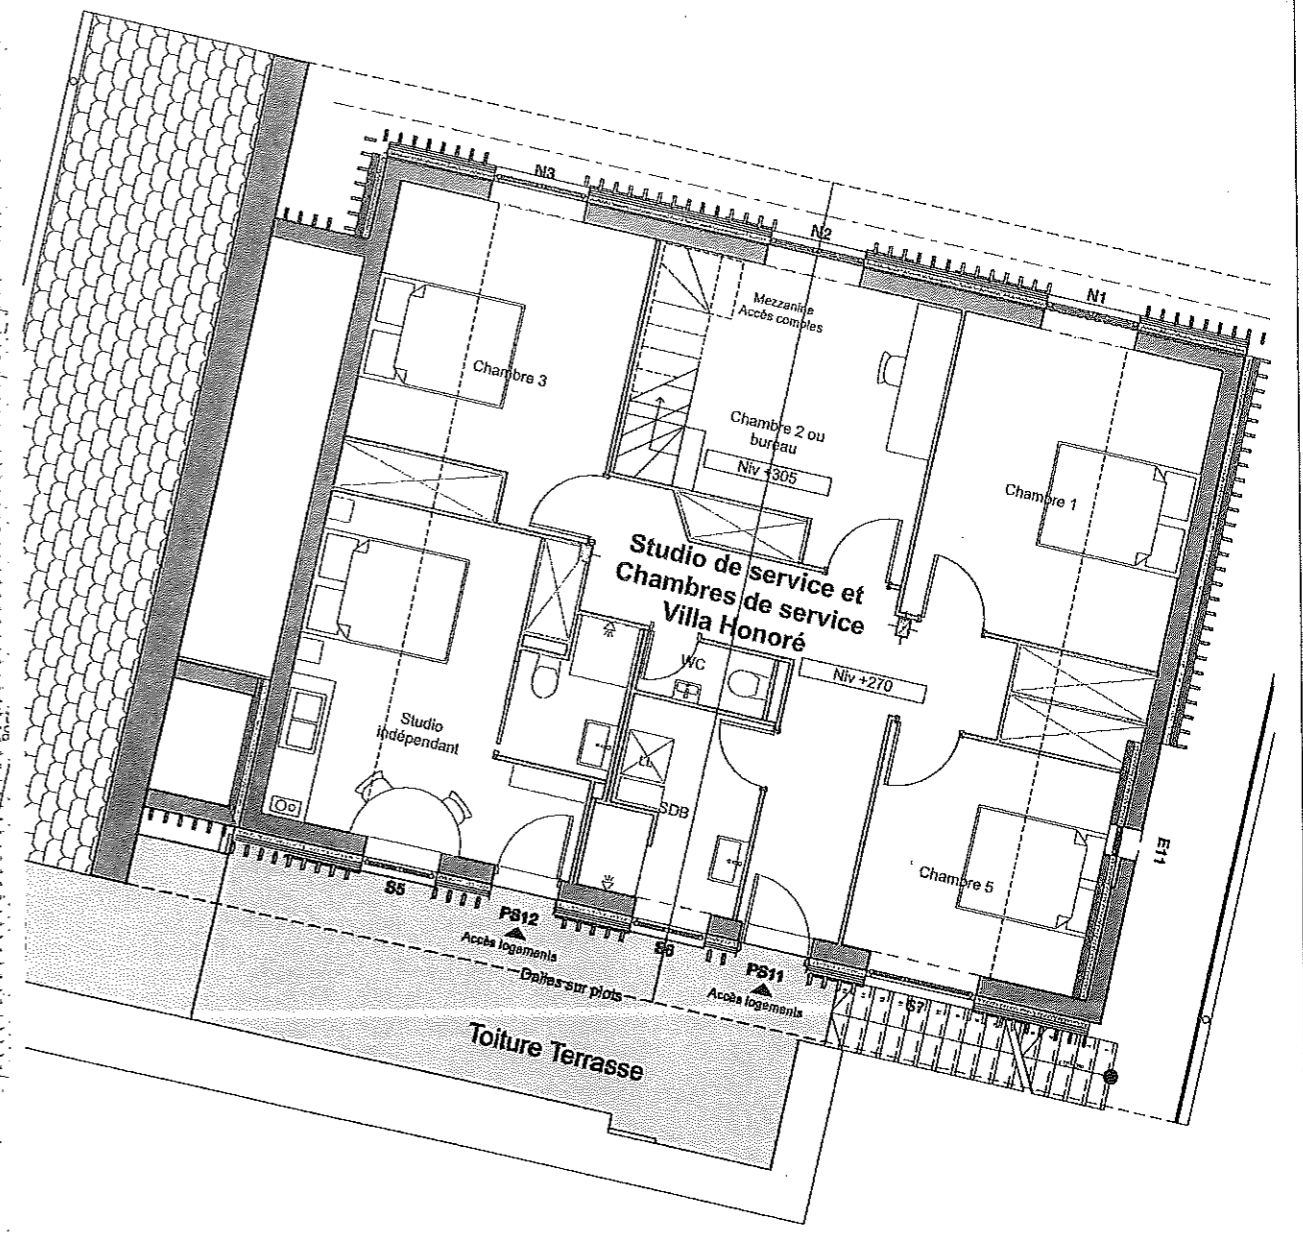 N3
N2
N1
Mezzanine
Accès combles
Chambre 3
Chambre 2 ou
bureau
Niv +305
Chambre 1
Studio de service et
Chambres de service
Villa Honoré
WC
Niv +270
Studio
indépendant
LL
SDB
Chambre 5
E11
S5
PS12
Accès logements
S6
PS11
Accès logements
S7
Dalles sur plots
Toiture Terrasse